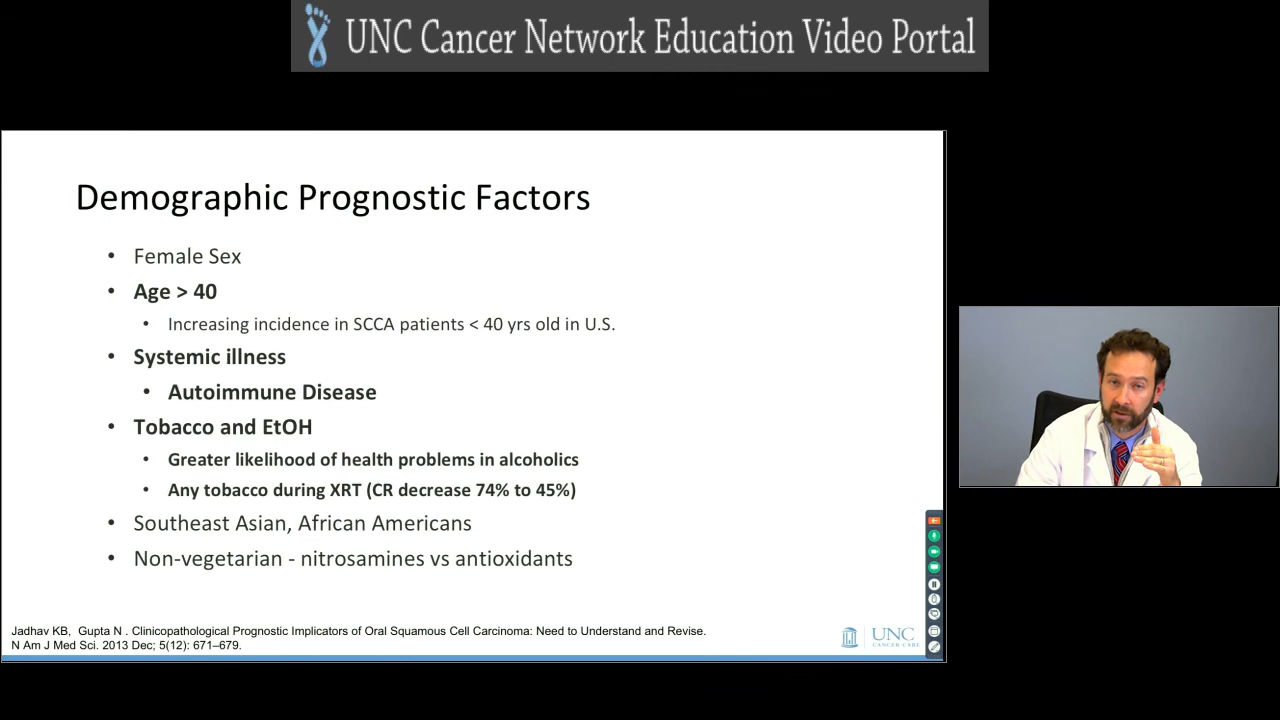 UNC Cancer Network Education Video Portal
Demographic Prognostic Factors
• Female Sex
• Age > 40
• Increasing incidence in SCCA patients < 40 yrs old in U.S.
• Systemic illness
• Autoimmune Disease
• Tobacco and EtOH
• Greater likelihood of health problems in alcoholics
• Any tobacco during XRT (CR decrease 74% to 45%)
• Southeast Asian, African Americans
• Non-vegetarian - nitrosamines vs antioxidants
Jadhav KB, Gupta N . Clinicopathological Prognostic Implicators of Oral Squamous Cell Carcinoma: Need to Understand and Revise.
N Am J Med Sci. 2013 Dec; 5(12): 671–679.
UNC
CANCER CARE